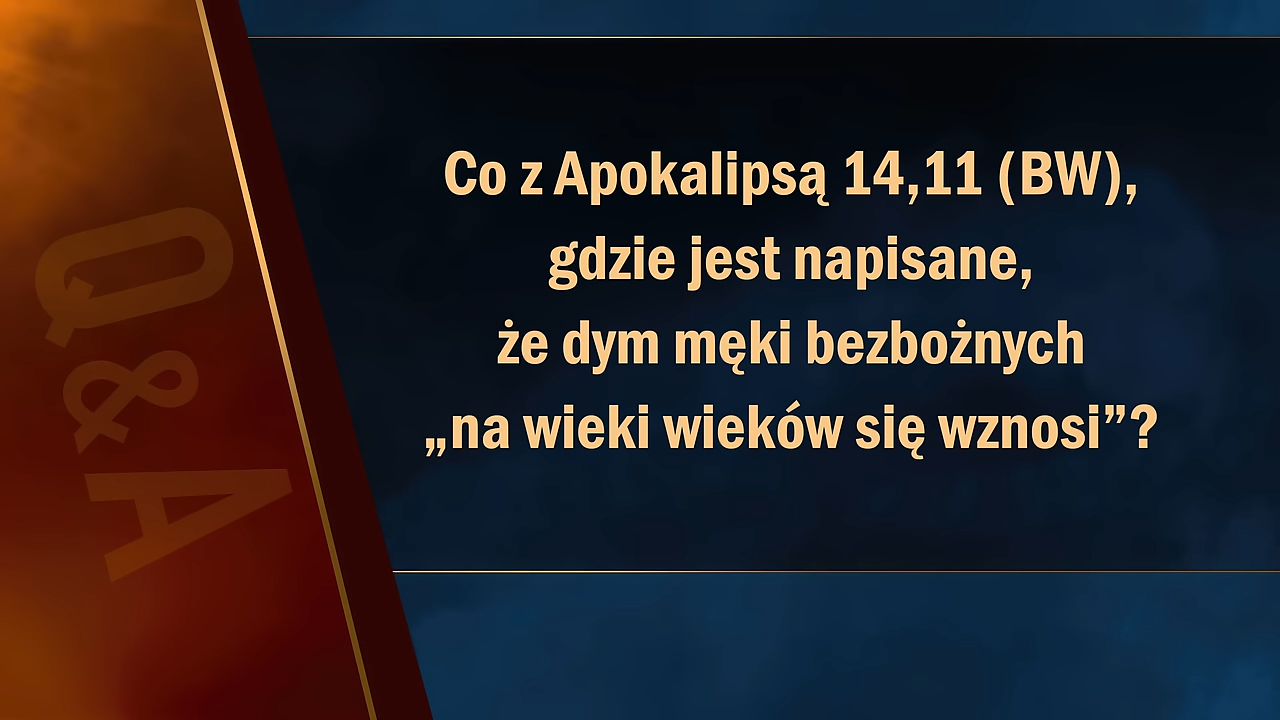 Co z Apokalipsą 14,11 (BW),
gdzie jest napisane,
że dym męki bezbożnych
„na wieki wieków się wznosi”?
Q & A